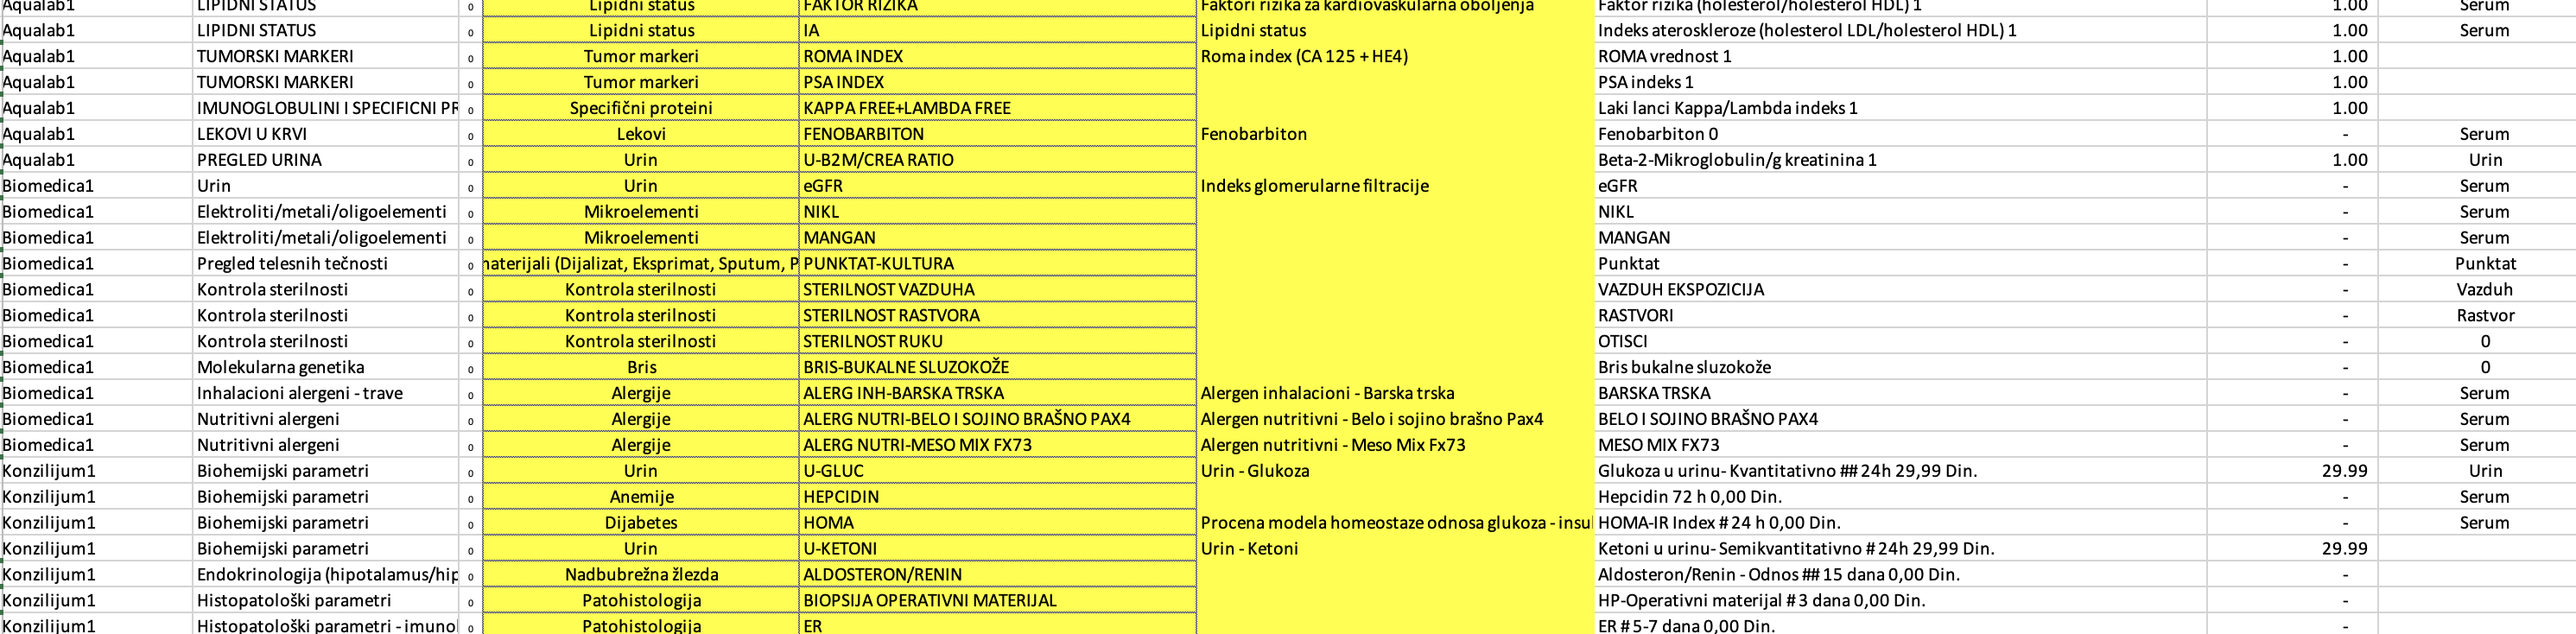 Aqualab1 LIPIDNI STATUS 0 Lipidni status FAKTOR RIZIKA Faktori rizika za kardiovaskularna oboljenja Faktor rizika (holesterol/holesterol HDL) 1 1.00 Serum
Aqualab1 LIPIDNI STATUS 0 Lipidni status IA Lipidni status Indeks ateroskleroze (holesterol LDL/holesterol HDL) 1 1.00 Serum
Aqualab1 TUMORSKI MARKERI 0 Tumor markeri ROMA INDEX Roma index (CA 125 + HE4) ROMA vrednost 1 1.00
Aqualab1 TUMORSKI MARKERI 0 Tumor markeri PSA INDEX PSA indeks 1 1.00
Aqualab1 IMUNOGLOBULINI I SPECIFICNI PR 0 Specifični proteini KAPPA FREE+LAMBDA FREE Laki lanci Kappa/Lambda indeks 1 1.00
Aqualab1 LEKOVI U KRVI 0 Lekovi FENOBARBITON Fenobarbiton Fenobarbiton 0 - Serum
Aqualab1 PREGLED URINA 0 Urin U-B2M/CREA RATIO Beta-2-Mikroglobulin/g kreatinina 1 1.00 Urin
Biomedica1 Urin 0 Urin eGFR Indeks glomerularne filtracije eGFR - Serum
Biomedica1 Elektroliti/metali/oligoelementi 0 Mikroelementi NIKL NIKL - Serum
Biomedica1 Elektroliti/metali/oligoelementi 0 Mikroelementi MANGAN MANGAN - Serum
Biomedica1 Pregled telesnih tečnosti 0 materijali (Dijalizat, Eksprimat, Sputum, P PUNKTAT-KULTURA Punktat - Punktat
Biomedica1 Kontrola sterilnosti 0 Kontrola sterilnosti STERILNOST VAZDUHA VAZDUH EKSPOZICIJA - Vazduh
Biomedica1 Kontrola sterilnosti 0 Kontrola sterilnosti STERILNOST RASTVORA RASTVORI - Rastvor
Biomedica1 Kontrola sterilnosti 0 Kontrola sterilnosti STERILNOST RUKU OTISCI - 0
Biomedica1 Molekularna genetika 0 Bris BRIS-BUKALNE SLUZOKOŽE Bris bukalne sluzokože - 0
Biomedica1 Inhalacioni alergeni - trave 0 Alergije ALERG INH-BARSKA TRSKA Alergen inhalacioni - Barska trska BARSKA TRSKA - Serum
Biomedica1 Nutritivni alergeni 0 Alergije ALERG NUTRI-BELO I SOJINO BRAŠNO PAX4 Alergen nutritivni - Belo i sojino brašno Pax4 BELO I SOJINO BRAŠNO PAX4 - Serum
Biomedica1 Nutritivni alergeni 0 Alergije ALERG NUTRI-MESO MIX FX73 Alergen nutritivni - Meso Mix Fx73 MESO MIX FX73 - Serum
Konzilijum1 Biohemijski parametri 0 Urin U-GLUC Urin - Glukoza Glukoza u urinu- Kvantitativno ## 24h 29,99 Din. 29.99 Urin
Konzilijum1 Biohemijski parametri 0 Anemije HEPCIDIN Hepcidin 72 h 0,00 Din. - Serum
Konzilijum1 Biohemijski parametri 0 Dijabetes HOMA Procena modela homeostaze odnosa glukoza - insul HOMA-IR Index # 24 h 0,00 Din. - Serum
Konzilijum1 Biohemijski parametri 0 Urin U-KETONI Urin - Ketoni Ketoni u urinu- Semikvantitativno # 24h 29,99 Din. 29.99
Konzilijum1 Endokrinologija (hipotalamus/hip 0 Nadbubrežna žlezda ALDOSTERON/RENIN Aldosteron/Renin - Odnos ## 15 dana 0,00 Din. -
Konzilijum1 Histopatološki parametri 0 Patohistologija BIOPSIJA OPERATIVNI MATERIJAL HP-Operativni materijal # 3 dana 0,00 Din. -
Konzilijum1 Histopatološki parametri - imunol 0 Patohistologija ER ER # 5-7 dana 0,00 Din. -